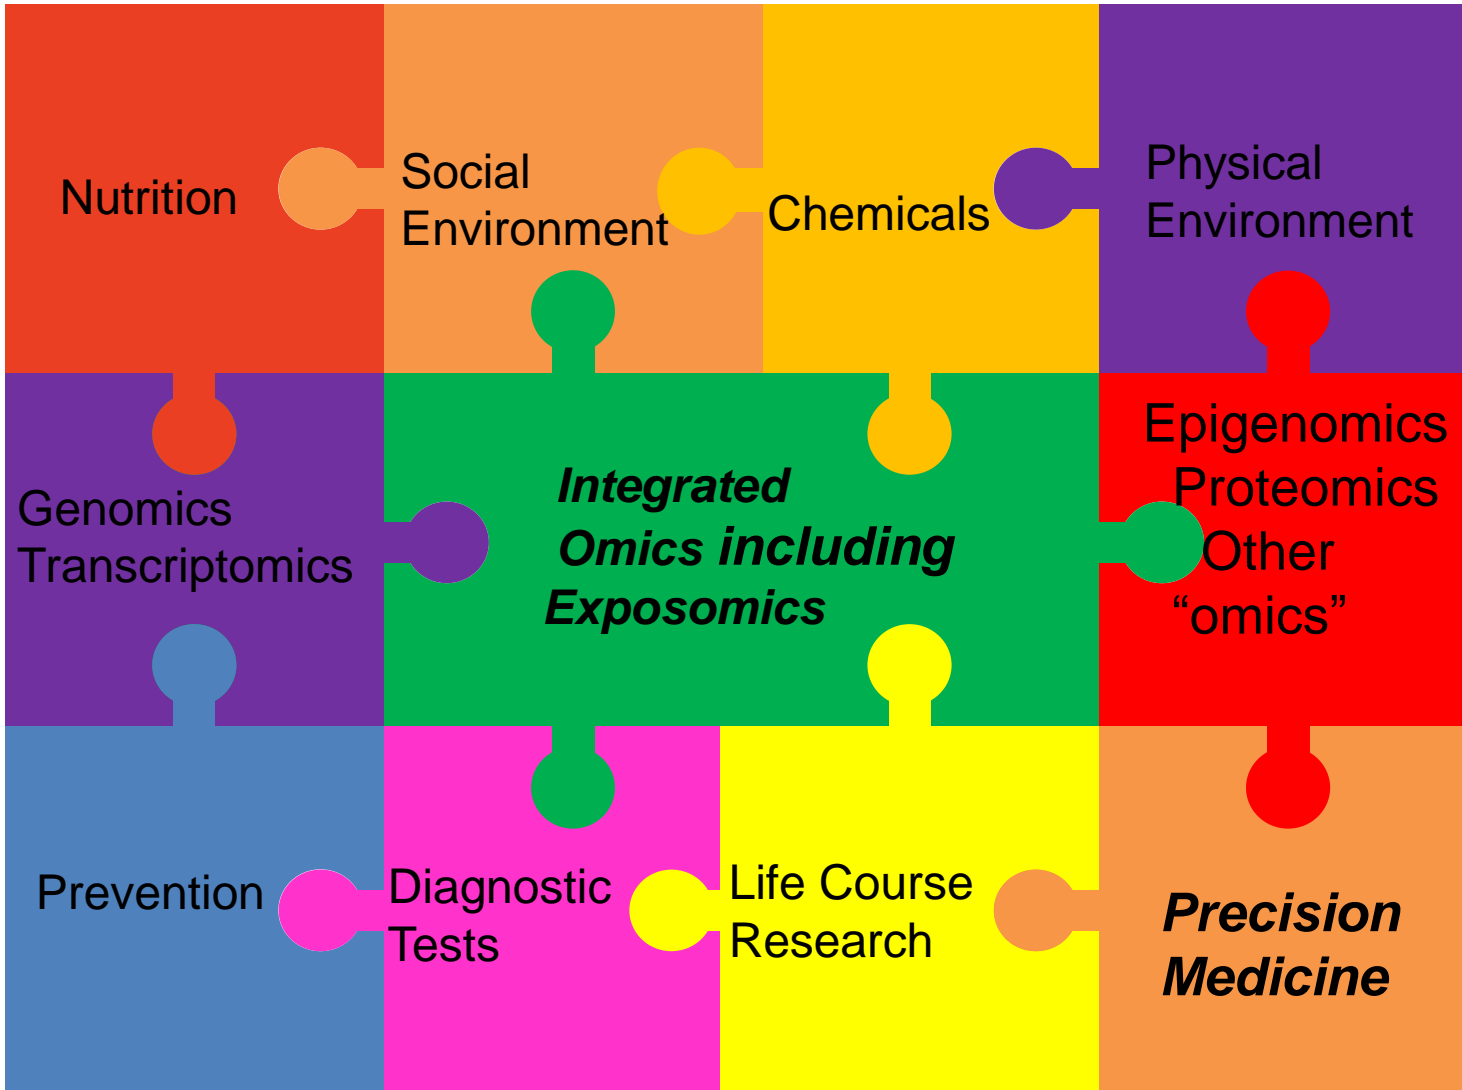 Nutrition
Social
Environment
Chemicals
Physical
Environment
Genomics
Transcriptomics
Integrated
Omics including
Exposomics
Epigenomics
Proteomics
Other
“omics”
Prevention
Diagnostic
Tests
Life Course
Research
Precision
Medicine